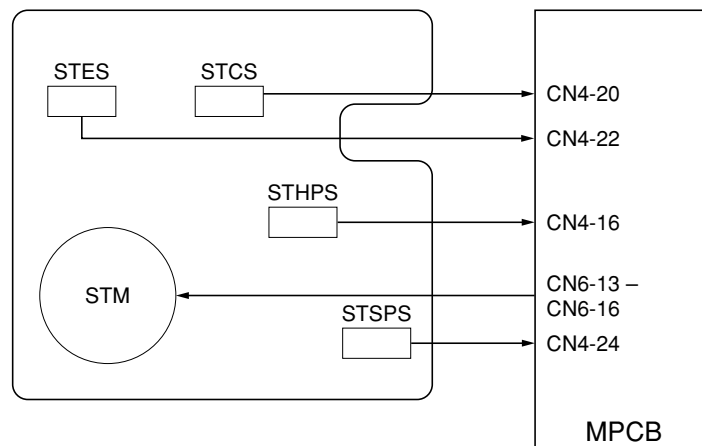 STES
STCS
CN4-20
CN4-22
STHPS
CN4-16
STM
CN6-13 –
CN6-16
STSPS
CN4-24
MPCB